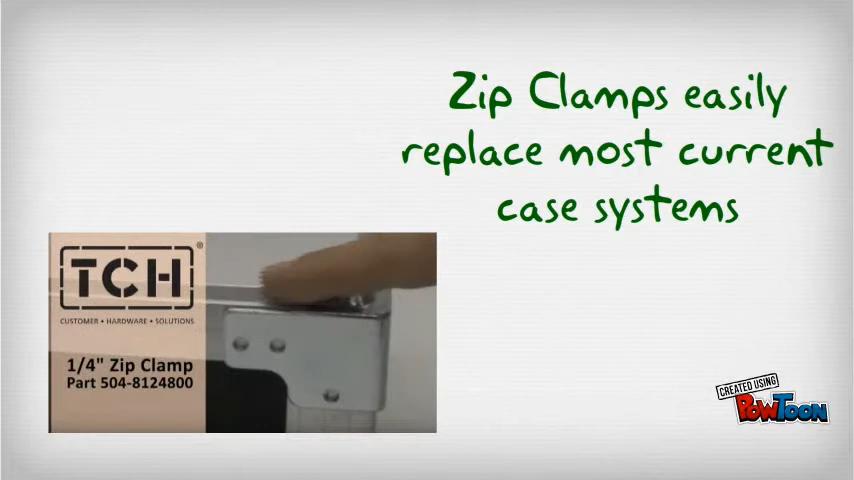 Zip Clamps easily
replace most current
case systems
TCH®
CUSTOMER • HARDWARE • SOLUTIONS
1/4" Zip Clamp
Part 504-8124800
CREATED USING
POWTOON